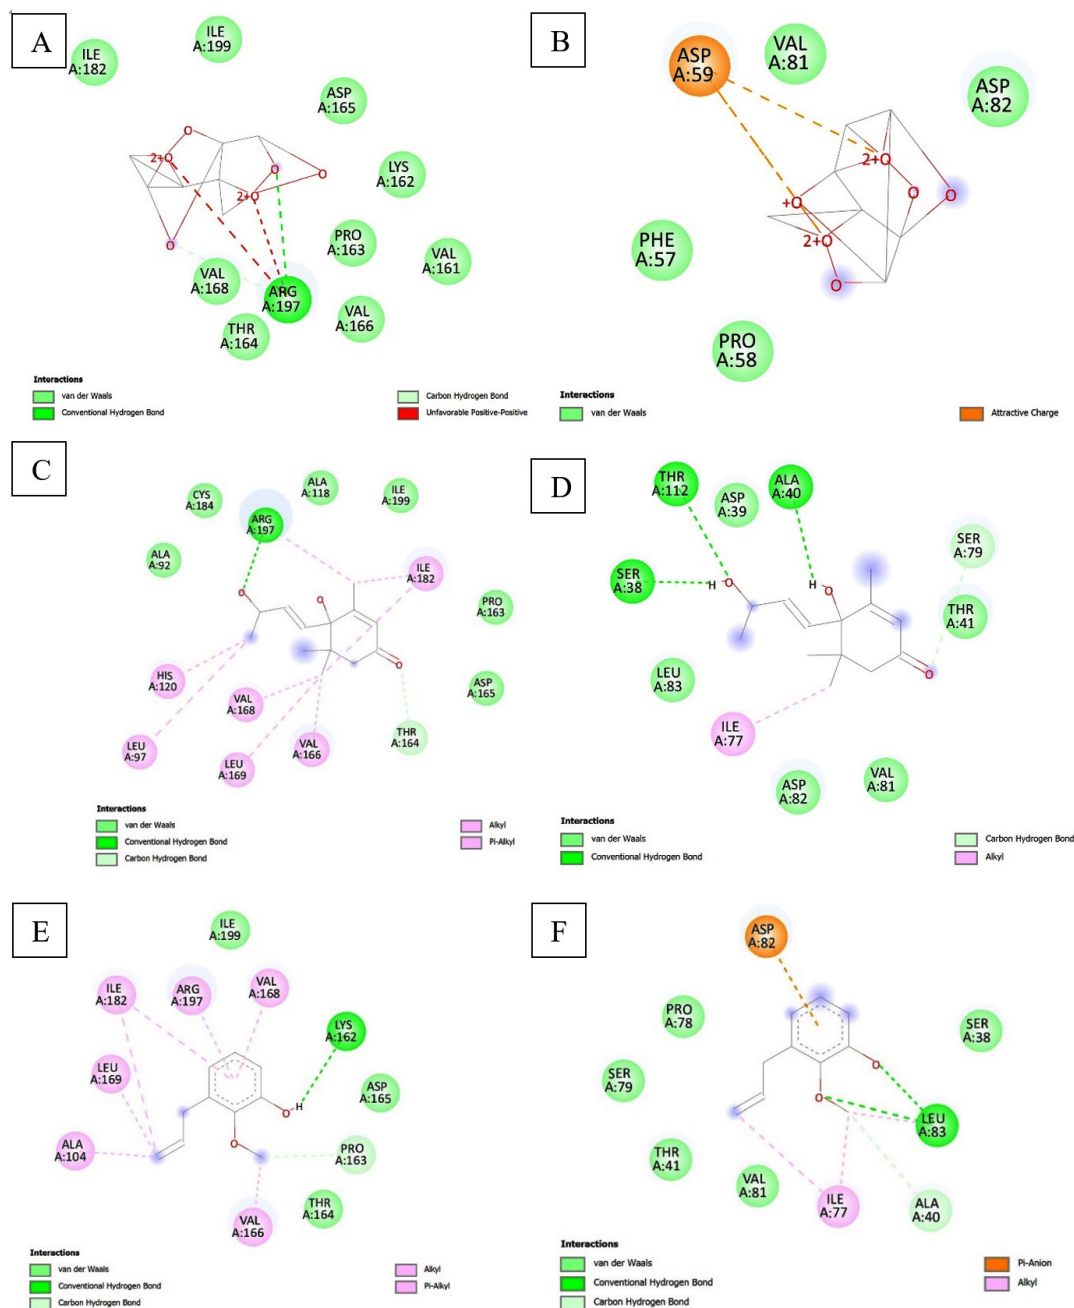 A
ILE
A:182
ILE
A:199
ASP
A:165
LYS
A:162
PRO
A:163
VAL
A:161
VAL
A:168
ARG
A:197
VAL
A:166
THR
A:164
O
2+O
O
2+O
O
O
Interactions
van der Waals
Conventional Hydrogen Bond
Carbon Hydrogen Bond
Unfavorable Positive-Positive
B
ASP
A:59
VAL
A:81
ASP
A:82
PHE
A:57
PRO
A:58
2+O
O
O
+O
2+O
O
Interactions
van der Waals
Attractive Charge
C
CYS
A:184
ALA
A:118
ILE
A:199
ARG
A:197
ALA
A:92
ILE
A:182
PRO
A:163
HIS
A:120
VAL
A:168
ASP
A:165
LEU
A:97
LEU
A:169
VAL
A:166
THR
A:164
O
O
O
Interactions
van der Waals
Conventional Hydrogen Bond
Carbon Hydrogen Bond
Alkyl
Pi-Alkyl
D
THR
A:112
ASP
A:39
ALA
A:40
SER
A:79
SER
A:38
THR
A:41
LEU
A:83
ILE
A:77
ASP
A:82
VAL
A:81
H O
H O
O
Interactions
van der Waals
Conventional Hydrogen Bond
Carbon Hydrogen Bond
Alkyl
E
ILE
A:199
ILE
A:182
ARG
A:197
VAL
A:168
LYS
A:162
LEU
A:169
ASP
A:165
ALA
A:104
PRO
A:163
THR
A:164
VAL
A:166
O H
O
Interactions
van der Waals
Conventional Hydrogen Bond
Carbon Hydrogen Bond
Alkyl
Pi-Alkyl
F
ASP
A:82
PRO
A:78
SER
A:38
SER
A:79
LEU
A:83
THR
A:41
VAL
A:81
ILE
A:77
ALA
A:40
O
O
Interactions
van der Waals
Conventional Hydrogen Bond
Carbon Hydrogen Bond
Pi-Anion
Alkyl